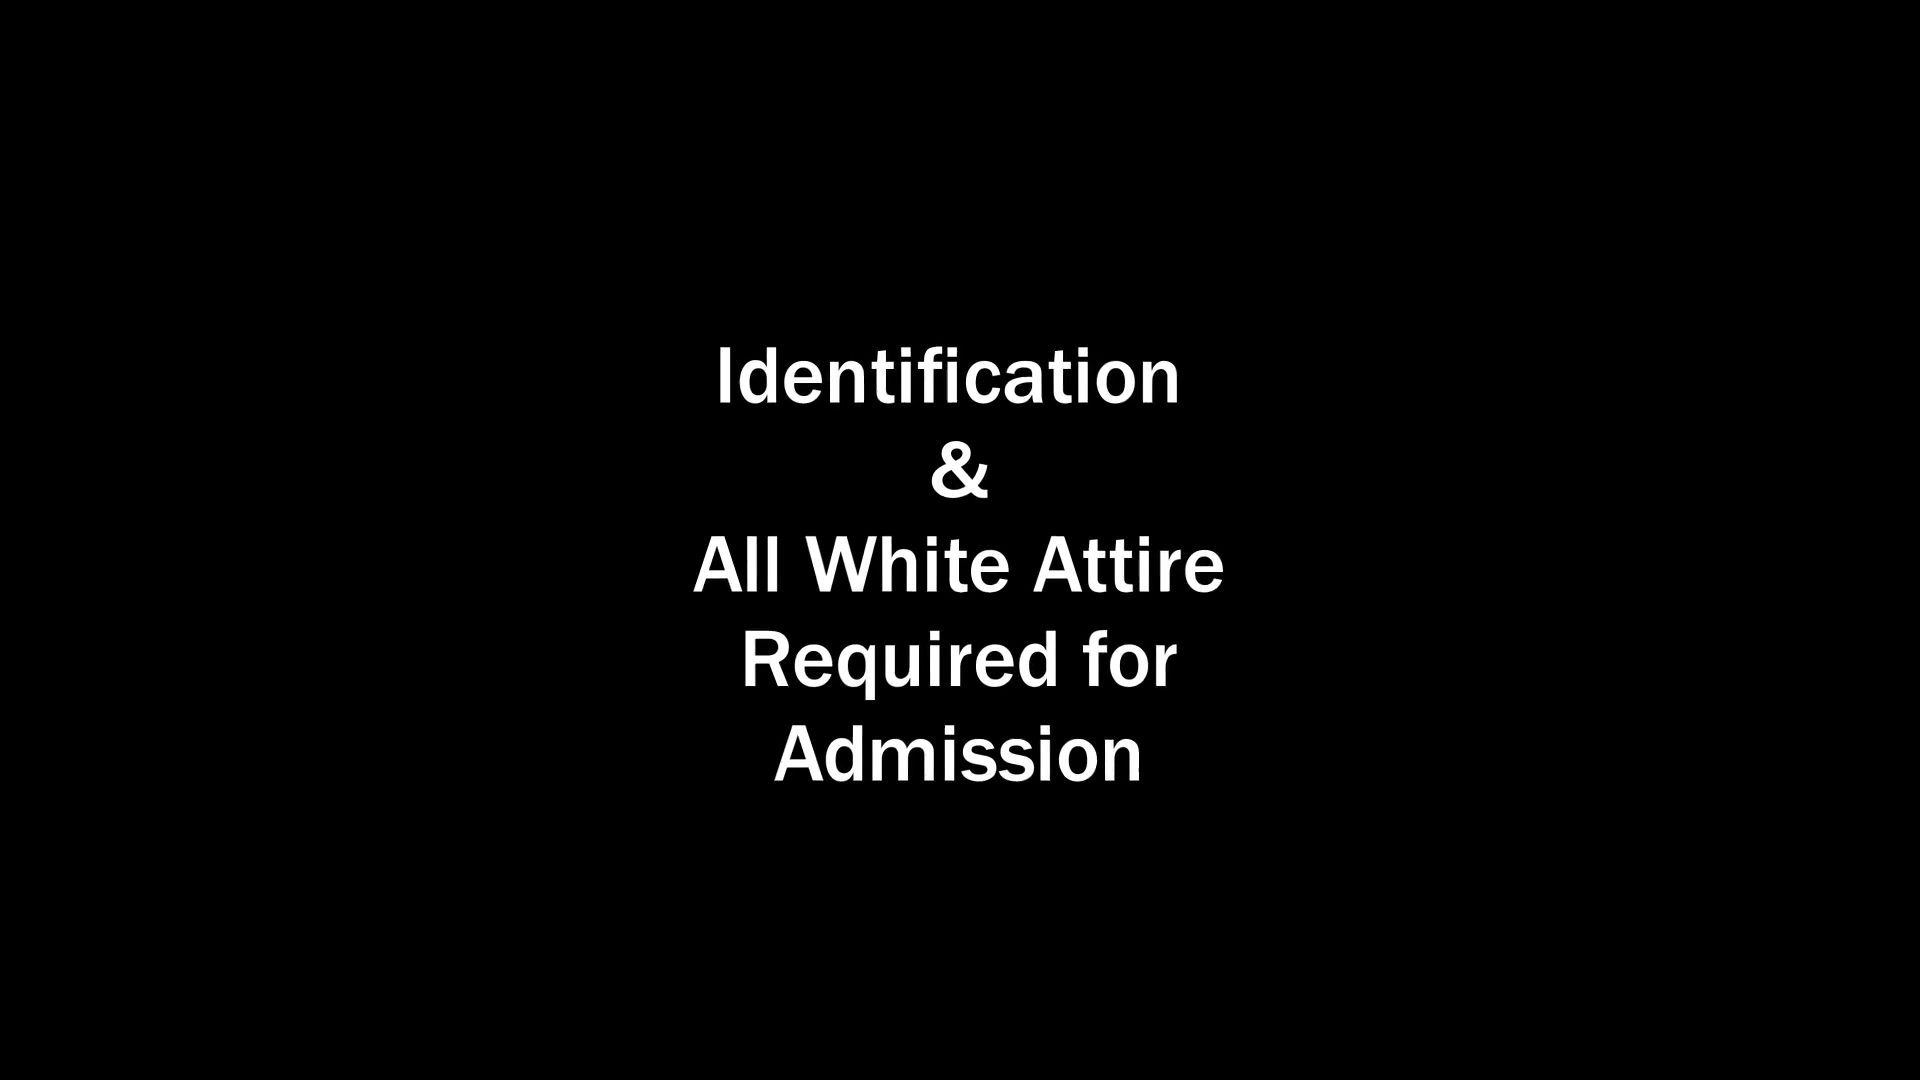 Identification
&
All White Attire
Required for
Admission